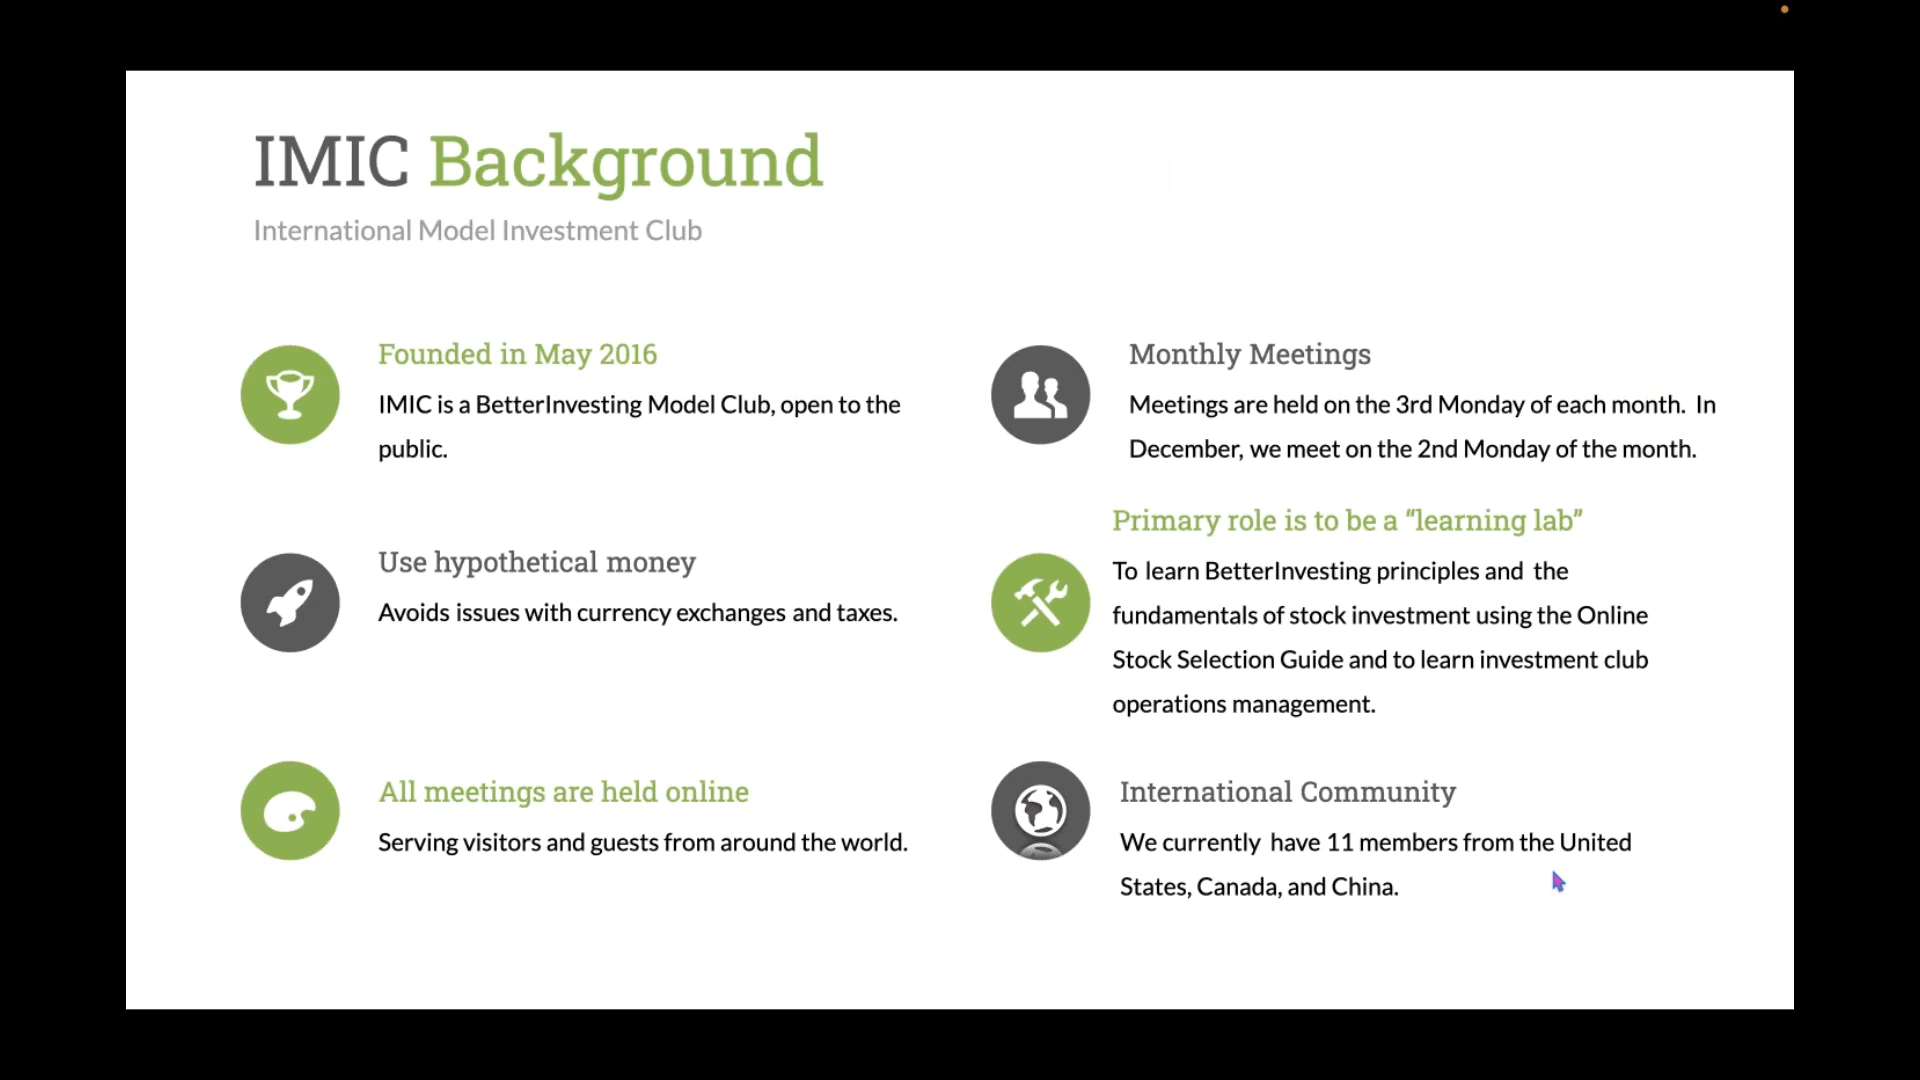 IMIC Background
International Model Investment Club
Founded in May 2016
IMIC is a BetterInvesting Model Club, open to the
public.
Use hypothetical money
Avoids issues with currency exchanges and taxes.
All meetings are held online
Serving visitors and guests from around the world.
Monthly Meetings
Meetings are held on the 3rd Monday of each month. In
December, we meet on the 2nd Monday of the month.
Primary role is to be a “learning lab”
To learn BetterInvesting principles and the
fundamentals of stock investment using the Online
Stock Selection Guide and to learn investment club
operations management.
International Community
We currently have 11 members from the United
States, Canada, and China.